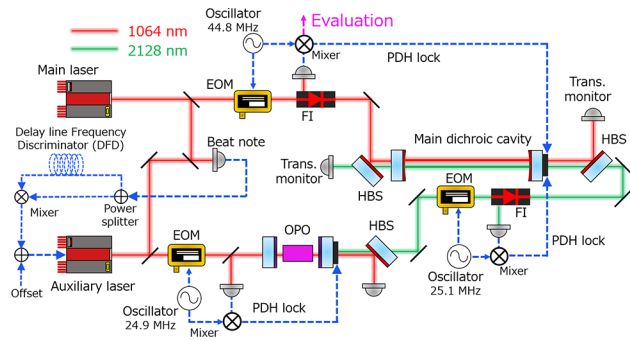 1064 nm
2128 nm
Oscillator
44.8 MHz
Evaluation
Mixer
PDH lock
Trans.
monitor
Main laser
EOM
FI
HBS
Delay line Frequency
Discriminator (DFD)
Beat note
Main dichroic cavity
Trans.
monitor
HBS
EOM
Mixer
Power
splitter
FI
EOM
OPO
HBS
PDH lock
Offset
Auxiliary laser
Oscillator
24.9 MHz
Mixer
PDH lock
Oscillator
25.1 MHz
Mixer